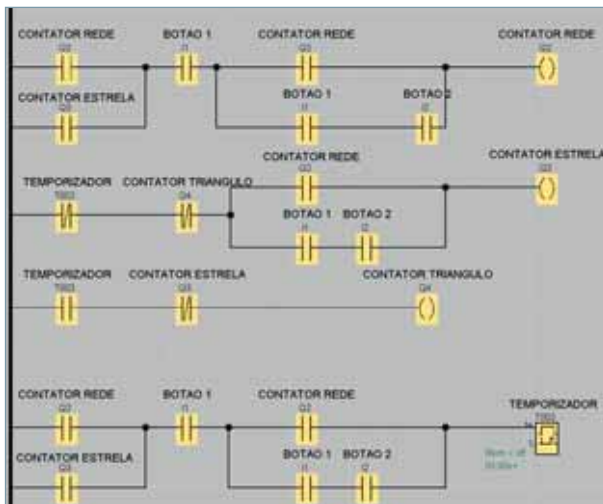 CONTATOR REDE BOTAO 1 CONTATOR REDE CONTATOR REDE
Q2 I1 Q2 Q2
CONTATOR ESTRELA BOTAO 1 BOTAO 2
Q3 I1 I2
CONTATOR REDE CONTATOR ESTRELA
Q2 Q3
TEMPORIZADOR CONTATOR TRIANGULO
T003 Q4
BOTAO 1 BOTAO 2
I1 I2
TEMPORIZADOR CONTATOR ESTRELA CONTATOR TRIANGULO
T003 Q3 Q4
CONTATOR REDE BOTAO 1 CONTATOR REDE TEMPORIZADOR
Q2 I1 Q2 T003
CONTATOR ESTRELA BOTAO 1 BOTAO 2
Q3 I1 I2